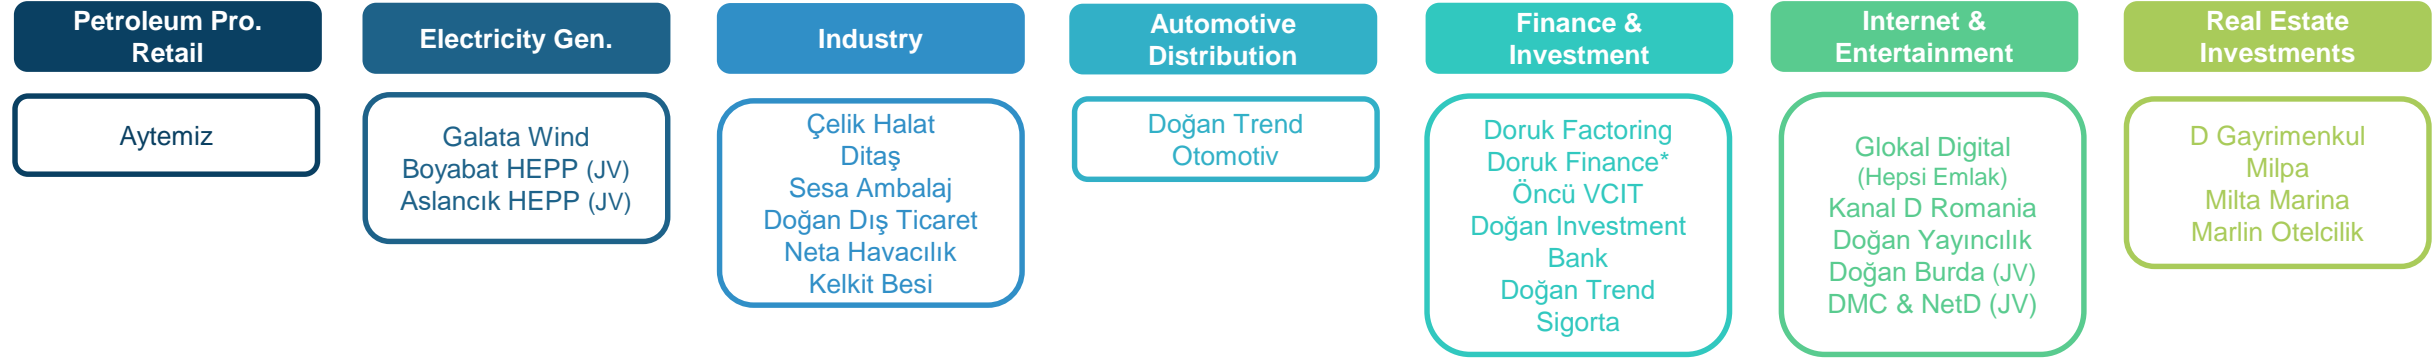 Petroleum Pro.
Retail
Aytemiz
Electricity Gen.
Galata Wind
Boyabat HEPP (JV)
Aslancık HEPP (JV)
Industry
Çelik Halat
Ditaş
Sesa Ambalaj
Doğan Dış Ticaret
Neta Havacılık
Kelkit Besi
Automotive
Distribution
Doğan Trend
Otomotiv
Finance &
Investment
Doruk Factoring
Doruk Finance*
Öncü VCIT
Doğan Investment
Bank
Doğan Trend
Sigorta
Internet &
Entertainment
Glokal Digital
(Hepsi Emlak)
Kanal D Romania
Doğan Yayıncılık
Doğan Burda (JV)
DMC & NetD (JV)
Real Estate
Investments
D Gayrimenkul
Milpa
Milta Marina
Marlin Otelcilik